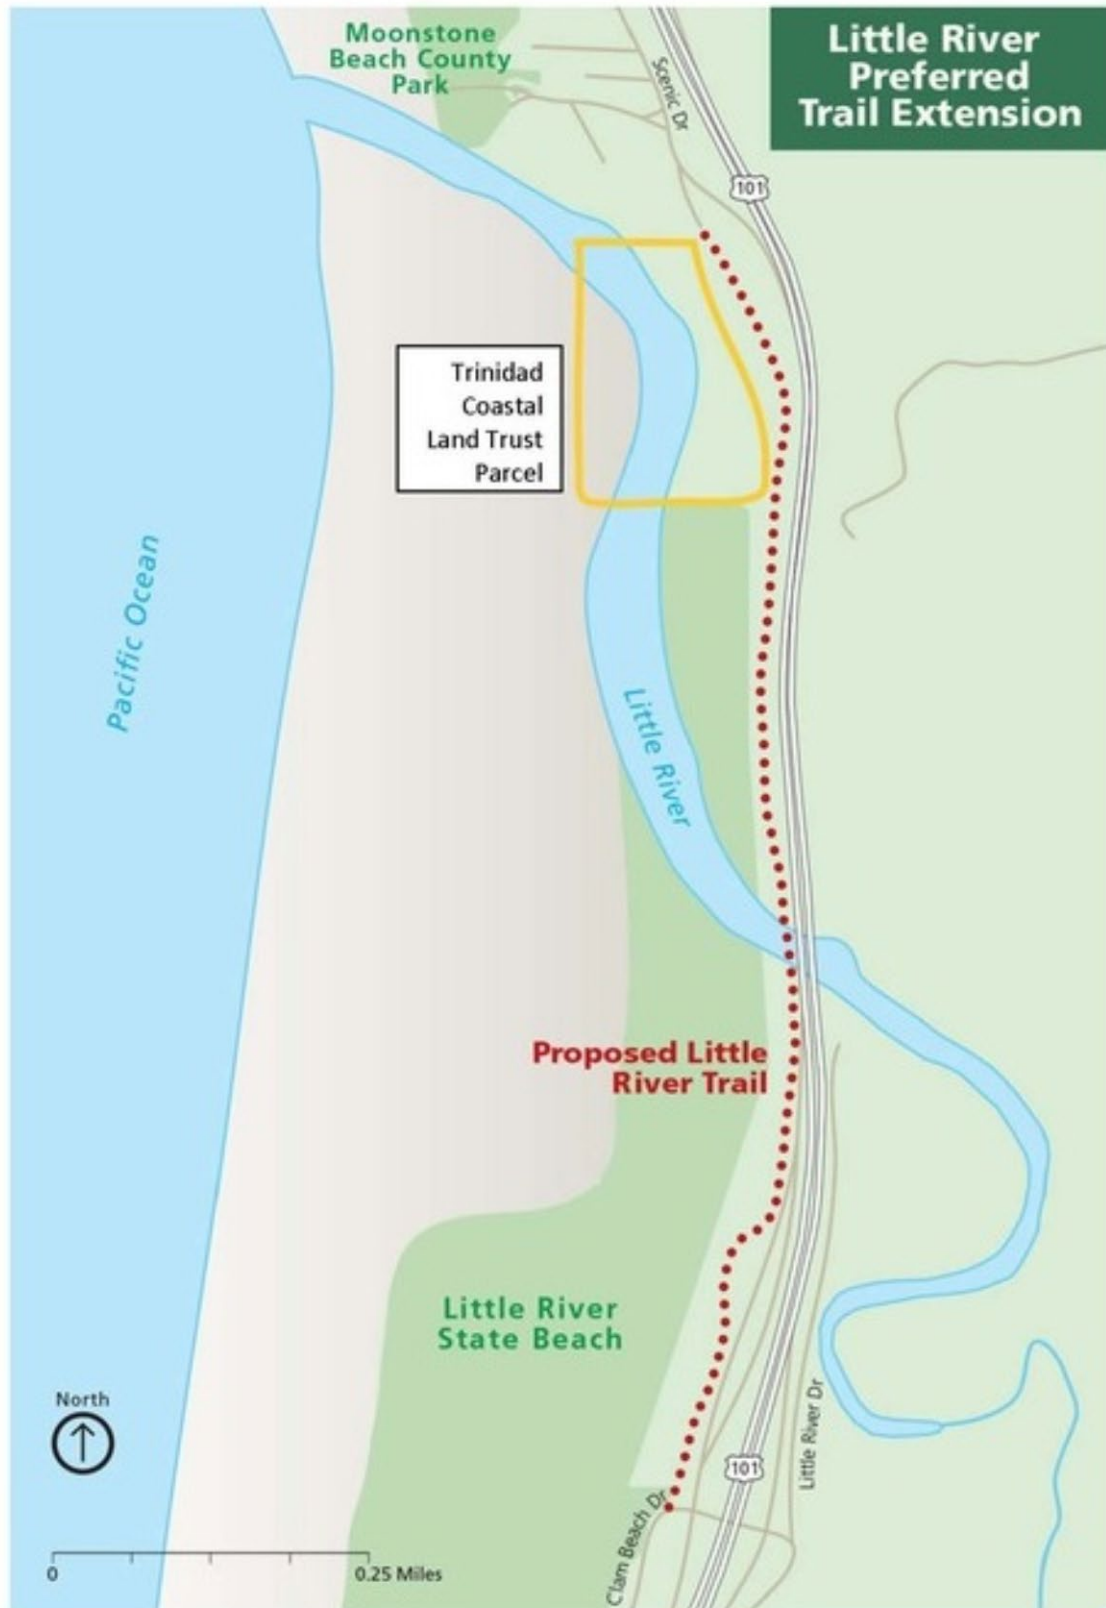 Moonstone
Beach County
Park
Little River
Preferred
Trail Extension
Scenic Dr
101
Trinidad
Coastal
Land Trust
Parcel
Pacific Ocean
Little River
Proposed Little
River Trail
Little River
State Beach
North
Little River Dr
101
Clam Beach Dr
0
0.25 Miles